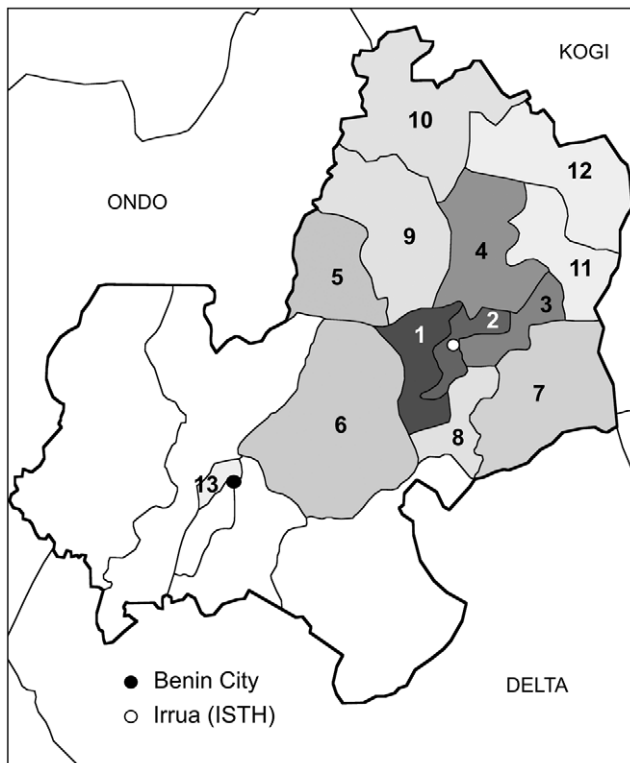 KOGI
10
12
ONDO
9
4
5
11
3
2
1
7
6
8
13
Benin City
Irrua (ISTH)
DELTA